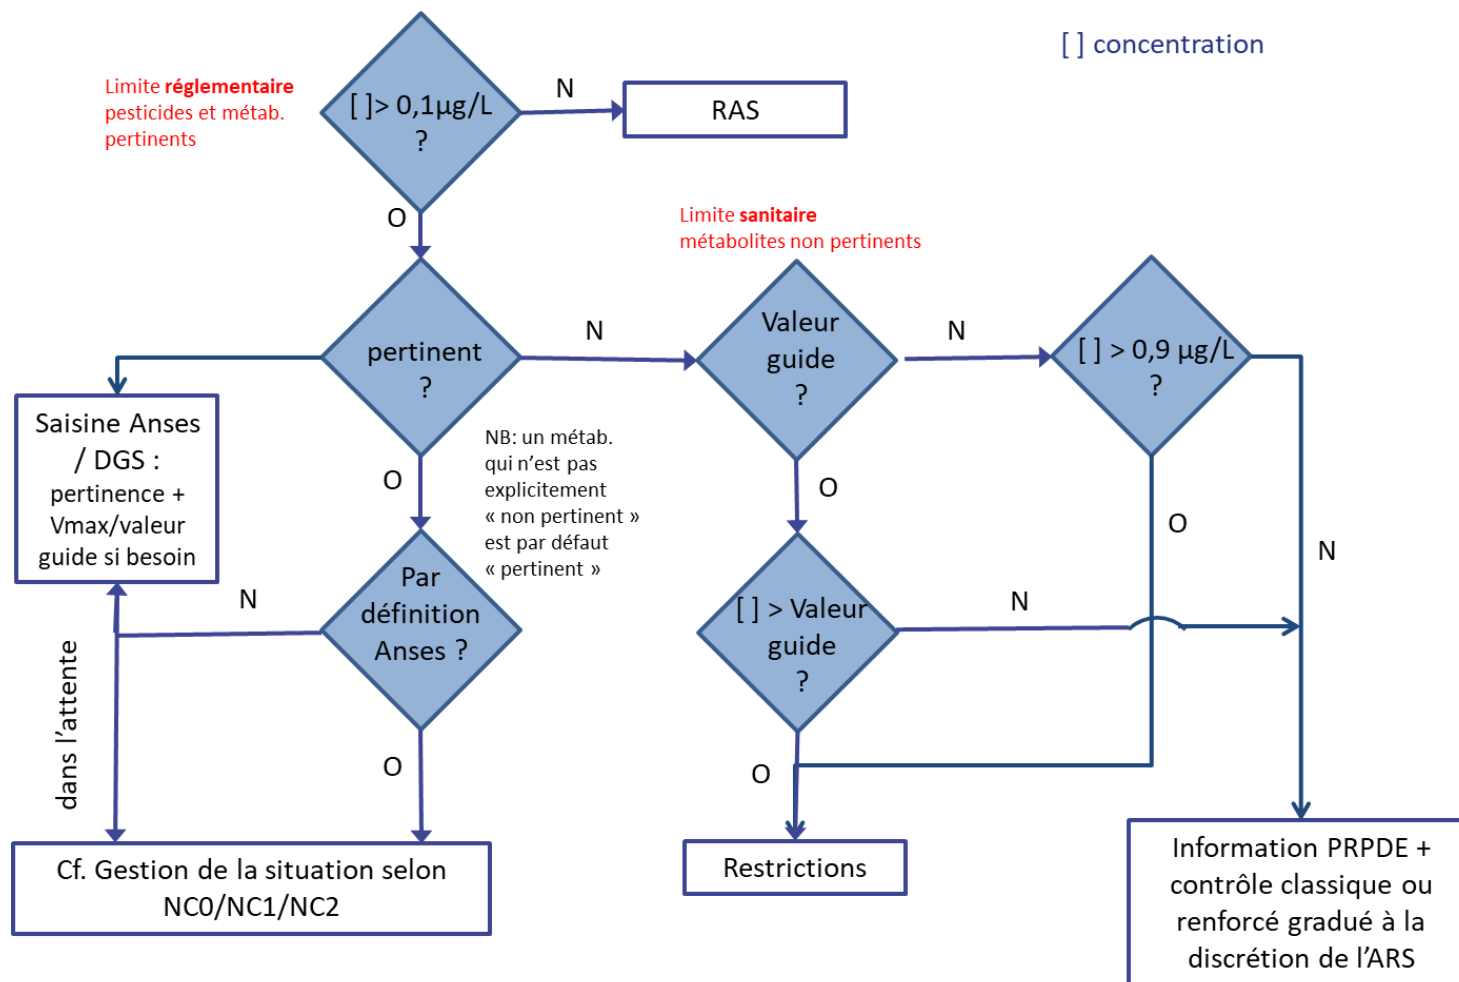 [ ] concentration
Limite réglementaire
pesticides et métab.
pertinents
[ ]> 0,1µg/L
?
N
RAS
O
Limite sanitaire
métabolites non pertinents
pertinent
?
N
Valeur
guide
?
N
[ ] > 0,9 µg/L
?
Saisine Anses
/ DGS :
pertinence +
Vmax/valeur
guide si besoin
O
NB: un métab.
qui n’est pas
explicitement
« non pertinent »
est par défaut
« pertinent »
O
O
N
Par
définition
Anses ?
N
[ ] > Valeur
guide
?
N
dans l’attente
O
O
Cf. Gestion de la situation selon
NC0/NC1/NC2
Restrictions
Information PRPDE +
contrôle classique ou
renforcé gradué à la
discrétion de l’ARS